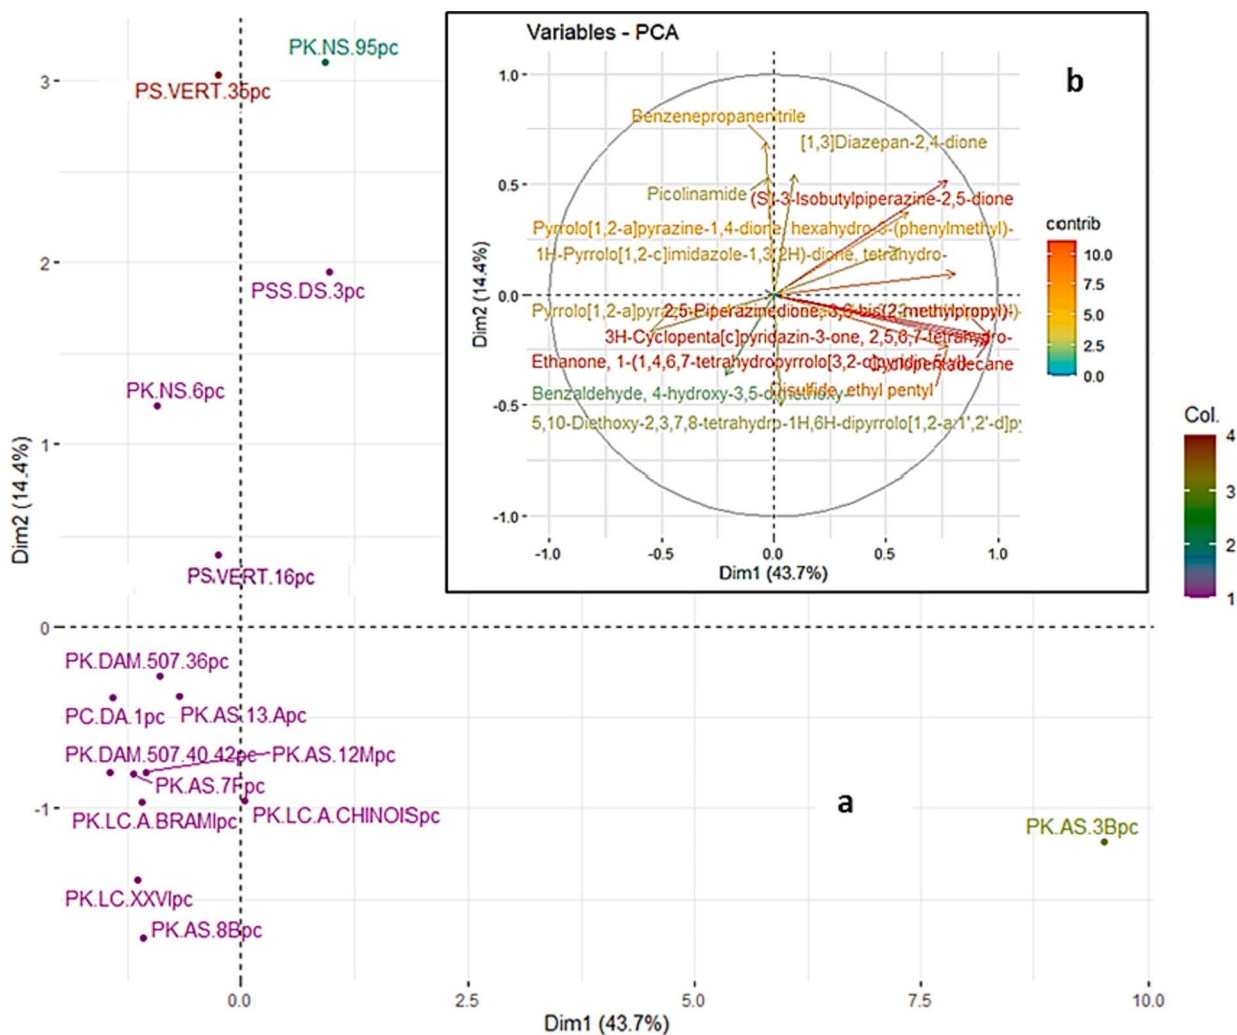 PK.NS.95pc
PS.VERT.35pc
PSS.DS.3pc
PK.NS.6pc
PS.VERT.16pc
PK.DAM.507.36pc
PC.DA.1pc
PK.AS.13.Apc
PK.DAM.507.40.42pc
PK.AS.12Mpc
PK.AS.7Fpc
PK.LC.A.BRAMIpc
PK.LC.A.CHINOISpc
PK.LC.XXVIpc
PK.AS.8Bpc
PK.AS.3Bpc
a
3
2
1
0
-1
Dim2 (14.4%)
0.0
2.5
5.0
7.5
10.0
Dim1 (43.7%)
Variables - PCA
b
1.0
0.5
0.0
-0.5
-1.0
Dim2 (14.4%)
Benzenepropanenitrile
[1,3]Diazepan-2,4-dione
Picolinamide
(S)-3-Isobutylpiperazine-2,5-dione
Pyrrolo[1,2-a]pyrazine-1,4-dione, hexahydro-3-(phenylmethyl)-
1H-Pyrrolo[1,2-c]imidazole-1,3(2H)-dione, tetrahydro-
Pyrrolo[1,2-a]pyra
2,5-Piperazinedione, 3,6-bis(2-methylpropyl)-
3H-Cyclopenta[c]pyridazin-3-one, 2,5,6,7-tetrahydro-
Ethanone, 1-(1,4,6,7-tetrahydropyrrolo[3,2-c]pyridin-5-yl)-
Cyclopentadecane
Benzaldehyde, 4-hydroxy-3,5-dimethoxy-
Disulfide, ethyl pentyl
5,10-Diethoxy-2,3,7,8-tetrahydro-1H,6H-dipyrrolo[1,2-a:1',2'-d]py
-1.0
-0.5
0.0
0.5
1.0
Dim1 (43.7%)
contrib
10.0
7.5
5.0
2.5
0.0
Col.
4
3
2
1